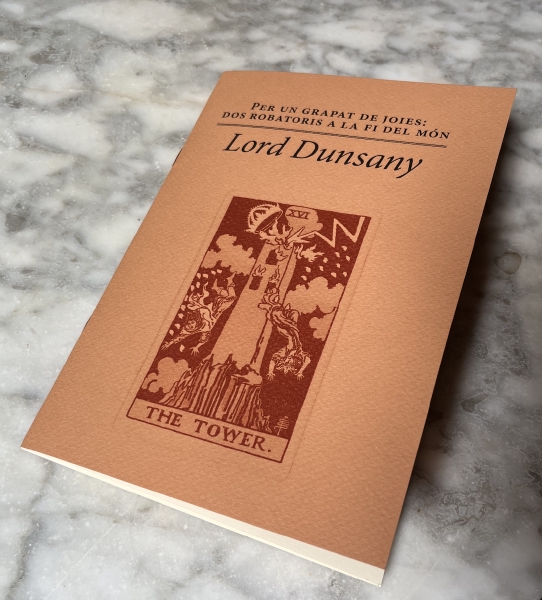 PER UN GRAPAT DE JOIES:
DOS ROBATORIS A LA FI DEL MÓN
Lord Dunsany
XVI
THE TOWER.